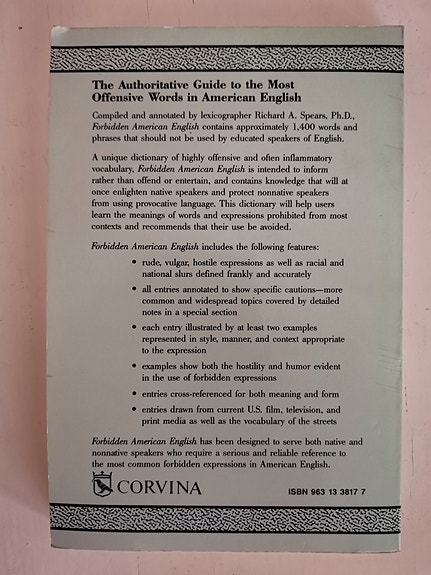 The Authoritative Guide to the Most
Offensive Words in American English
Compiled and annotated by lexicographer Richard A. Spears, Ph.D.,
Forbidden American English contains approximately 1,400 words and
phrases that should not be used by educated speakers of English.
A unique dictionary of highly offensive and often inflammatory
vocabulary, Forbidden American English is intended to inform
rather than offend or entertain, and contains knowledge that will at
once enlighten native speakers and protect nonnative speakers
from using provocative language. This dictionary will help users
learn the meanings of words and expressions prohibited from most
contexts and recommends that their use be avoided.
Forbidden American English includes the following features:
• rude, vulgar, hostile expressions as well as racial and
national slurs defined frankly and accurately
• all entries annotated to show specific cautions—more
common and widespread topics covered by detailed
notes in a special section
• each entry illustrated by at least two examples
represented in style, manner, and context appropriate
to the expression
• examples show both the hostility and humor evident
in the use of forbidden expressions
• entries cross-referenced for both meaning and form
• entries drawn from current U.S. film, television, and
print media as well as the vocabulary of the streets
Forbidden American English has been designed to serve both native and
nonnative speakers who require a serious and reliable reference to
the most common forbidden expressions in American English.
CORVINA
ISBN 963 13 3817 7